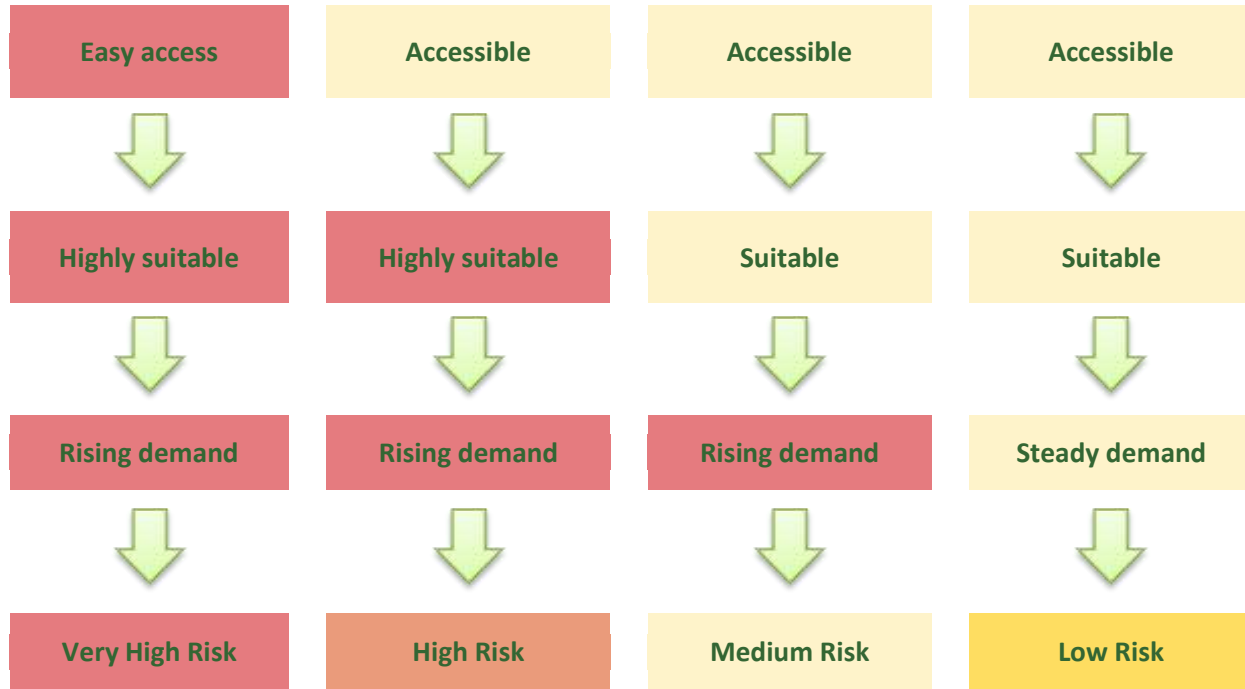 Easy access
Accessible
Accessible
Accessible
Highly suitable
Highly suitable
Suitable
Suitable
Rising demand
Rising demand
Rising demand
Steady demand
Very High Risk
High Risk
Medium Risk
Low Risk